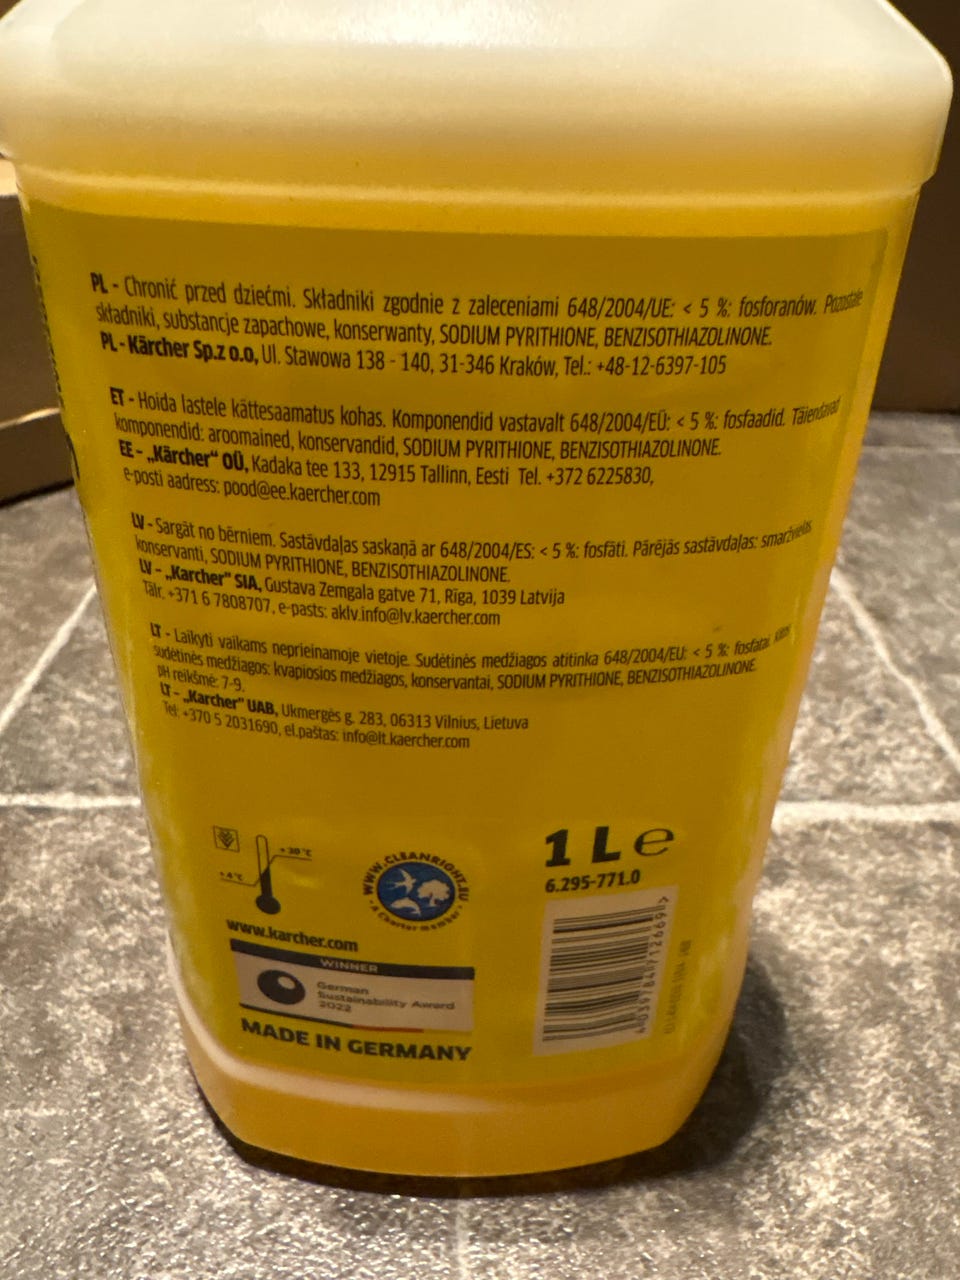 PL - Chronić przed dziećmi. Składniki zgodnie z zaleceniami 648/2004/UE: < 5 %: fosforanów. Pozostałe
składniki, substancje zapachowe, konserwanty, SODIUM PYRITHIONE, BENZISOTHIAZOLINONE.
PL - Kärcher Sp.z o.o, Ul. Stawowa 138 - 140, 31-346 Kraków, Tel.: +48-12-6397-105
ET - Hoida lastele kättesaamatus kohas. Komponendid vastavalt 648/2004/EÜ: < 5 %: fosfaadid. Täiendavad
komponendid: aroomained, konservandid, SODIUM PYRITHIONE, BENZISOTHIAZOLINONE.
EE - „Kärcher“ OÜ, Kadaka tee 133, 12915 Tallinn, Eesti Tel. +372 6225830,
e-posti aadress: pood@ee.kaercher.com
LV - Sargāt no bērniem. Sastāvdaļas saskaņā ar 648/2004/ES: < 5 %: fosfāti. Pārējās sastāvdaļas: smaržvielas,
konservanti, SODIUM PYRITHIONE, BENZISOTHIAZOLINONE.
LV - „Karcher“ SIA, Gustava Zemgala gatve 71, Rīga, 1039 Latvija
Tālr. +371 6 7808707, e-pasts: aklv.info@lv.kaercher.com
LT - Laikyti vaikams neprieinamoje vietoje. Sudėtinės medžiagos atitinka 648/2004/EU: < 5 %: fosfatai. Kitos
sudėtinės medžiagos: kvapiosios medžiagos, konservantai, SODIUM PYRITHIONE, BENZISOTHIAZOLINONE.
pH reikšmė: 7-9.
LT - „Karcher“ UAB, Ukmergės g. 283, 06313 Vilnius, Lietuva
Tel: +370 5 2031690, el.paštas: info@lt.kaercher.com
+30 °C
+4 °C
WWW.CLEANRIGHT.EU
A Charter member
1 L e
6.295-771.0
www.karcher.com
WINNER
German
Sustainability Award
2022
MADE IN GERMANY
4 039784 712669 >